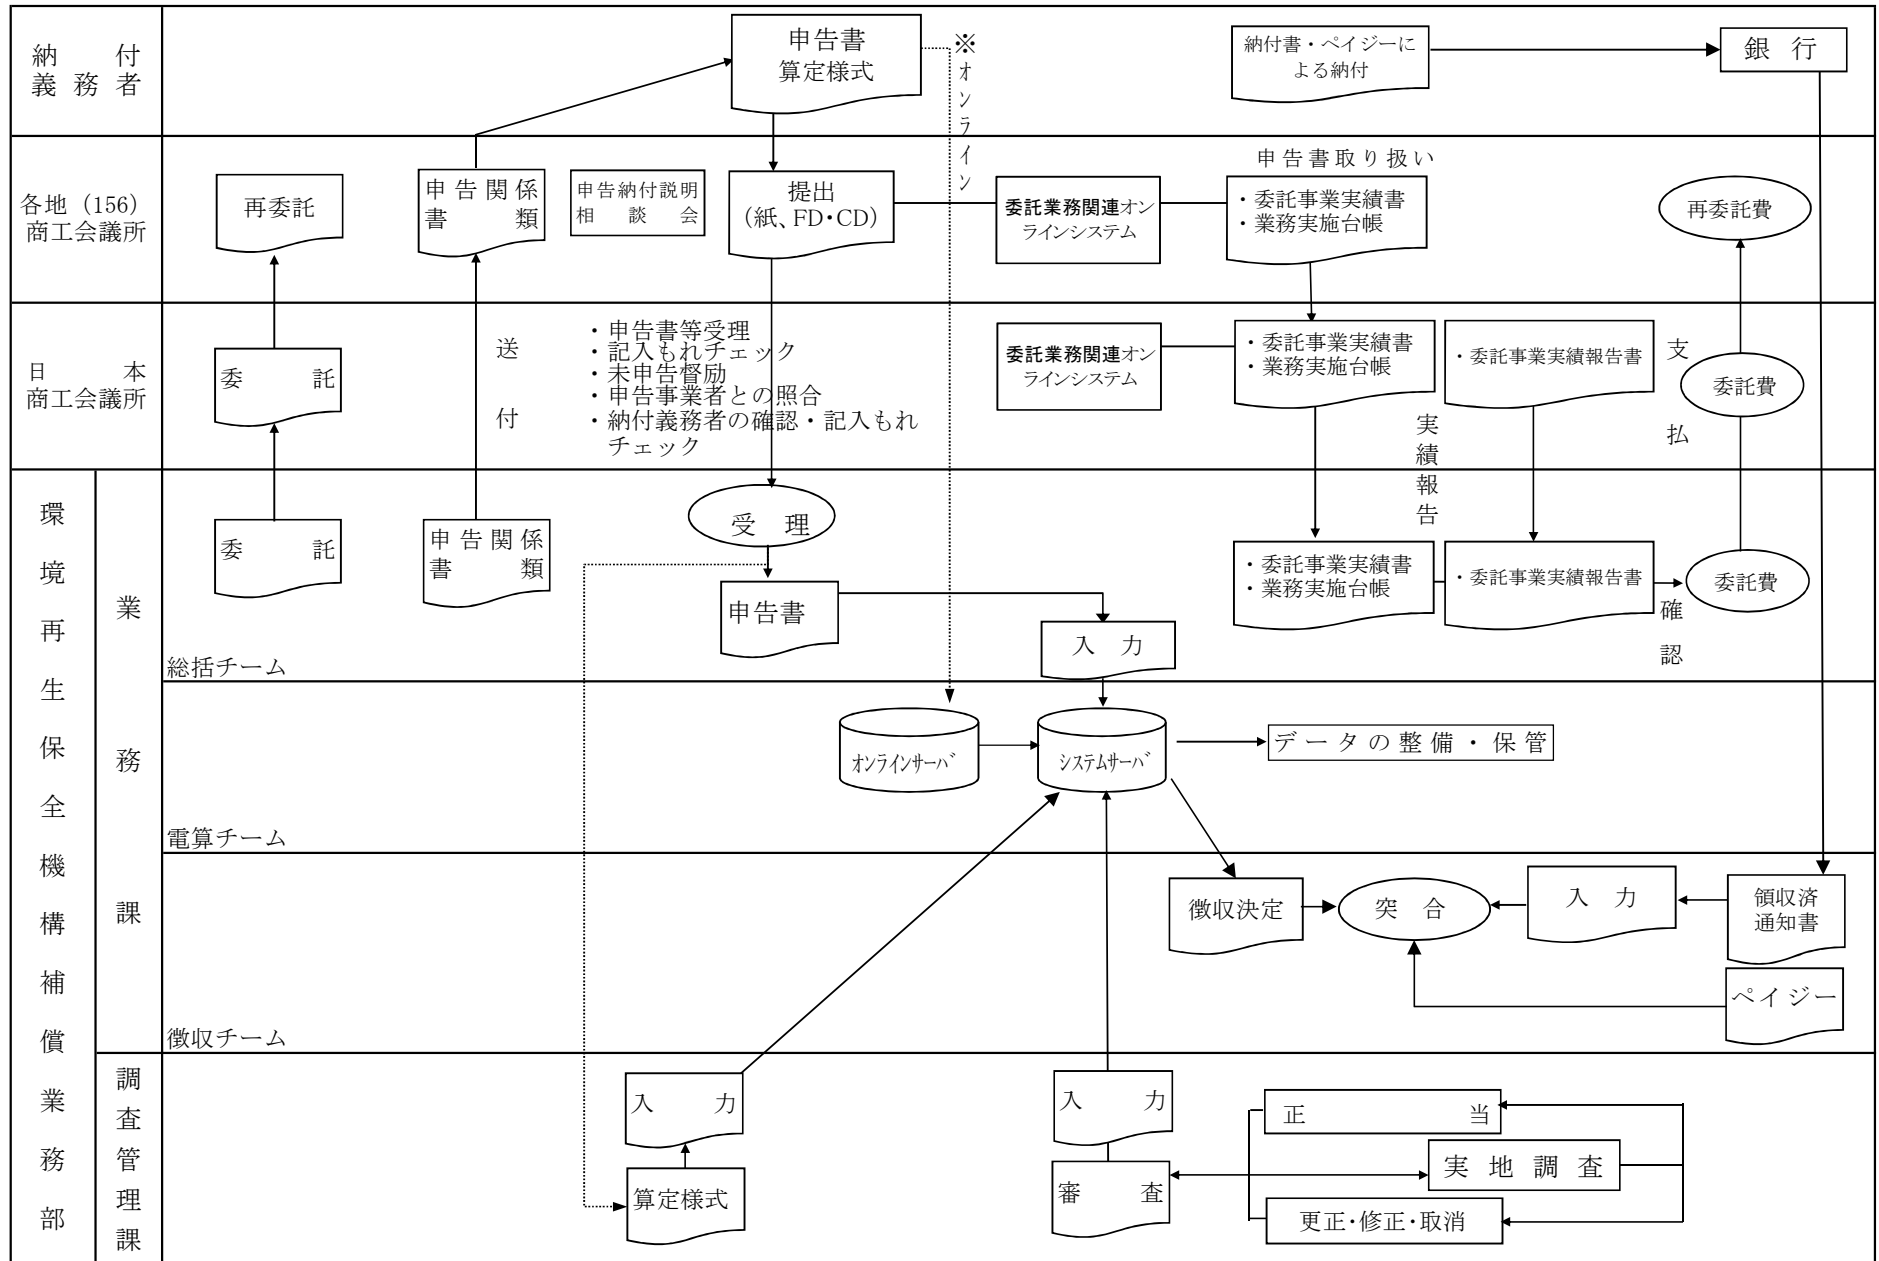 納付
義務者
申告書
算定様式
※オンライン
納付書・ペイジーに
よる納付
銀行
各地（156）
商工会議所
再委託
申告関係
書類
申告納付説明
相談会
提出
（紙、FD・CD）
委託業務関連オン
ラインシステム
申告書取り扱い
・委託事業実績書
・業務実施台帳
再委託費
日本
商工会議所
委託
送付
・申告書等受理
・記入もれチェック
・未申告督励
・申告事業者との照合
・納付義務者の確認・記入もれ
チェック
委託業務関連オン
ラインシステム
・委託事業実績書
・業務実施台帳
・委託事業実績報告書
支払
委託費
実績報告
環境再生保全機構補償業務部
業務課
委託
申告関係
書類
受理
申告書
入力
・委託事業実績書
・業務実施台帳
・委託事業実績報告書
確認
委託費
総括チーム
オンラインサーバ
システムサーバ
データの整備・保管
電算チーム
徴収決定
突合
入力
領収済
通知書
ペイジー
徴収チーム
調査管理課
入力
算定様式
入力
審査
正当
実地調査
更正・修正・取消